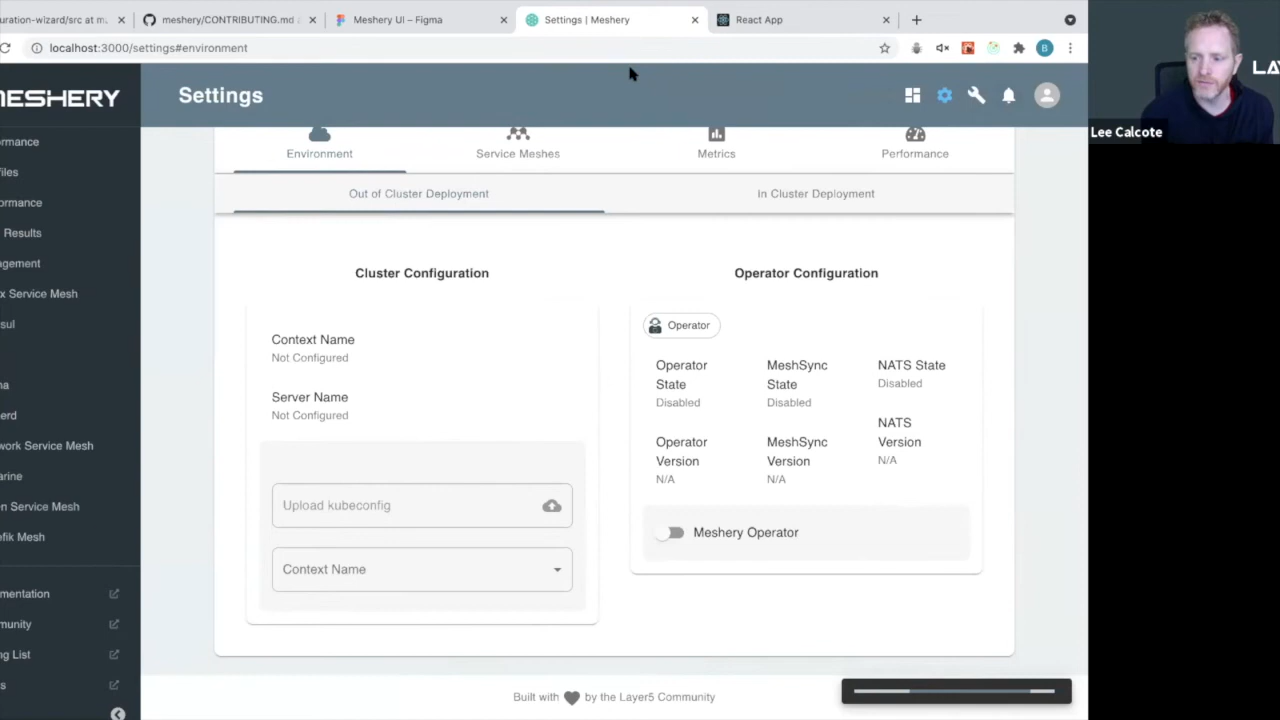 uration-wizard/src at m
meshery/CONTRIBUTING.md
Meshery UI – Figma
Settings | Meshery
React App
localhost:3000/settings#environment
B
MESHERY
Settings
LAY
Lee Calcote
rmance
files
ormance
Results
agement
x Service Mesh
sul
na
erd
work Service Mesh
arine
n Service Mesh
efik Mesh
mentation
munity
ng List
s
Environment
Service Meshes
Metrics
Performance
Out of Cluster Deployment
In Cluster Deployment
Cluster Configuration
Context Name
Not Configured
Server Name
Not Configured
Upload kubeconfig
Context Name
Operator Configuration
Operator
Operator State
Disabled
MeshSync State
Disabled
NATS State
Disabled
Operator Version
N/A
MeshSync Version
N/A
NATS Version
N/A
Meshery Operator
Built with
by the Layer5 Community